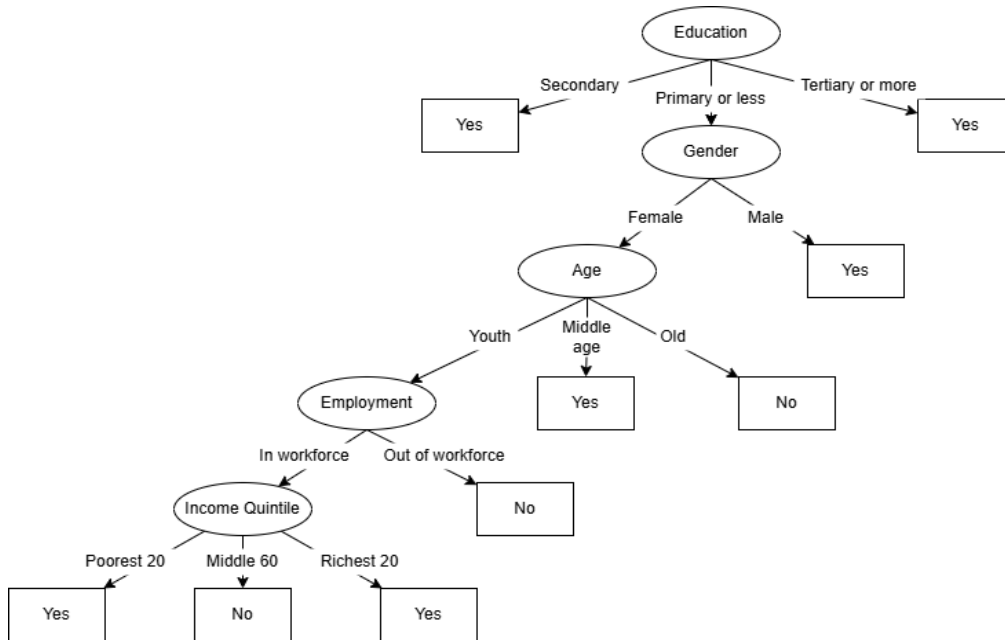 Education
Secondary
Primary or less
Tertiary or more
Yes
Yes
Gender
Female
Male
Age
Yes
Youth
Middle
age
Old
Employment
Yes
No
In workforce
Out of workforce
Income Quintile
No
Poorest 20
Middle 60
Richest 20
Yes
No
Yes